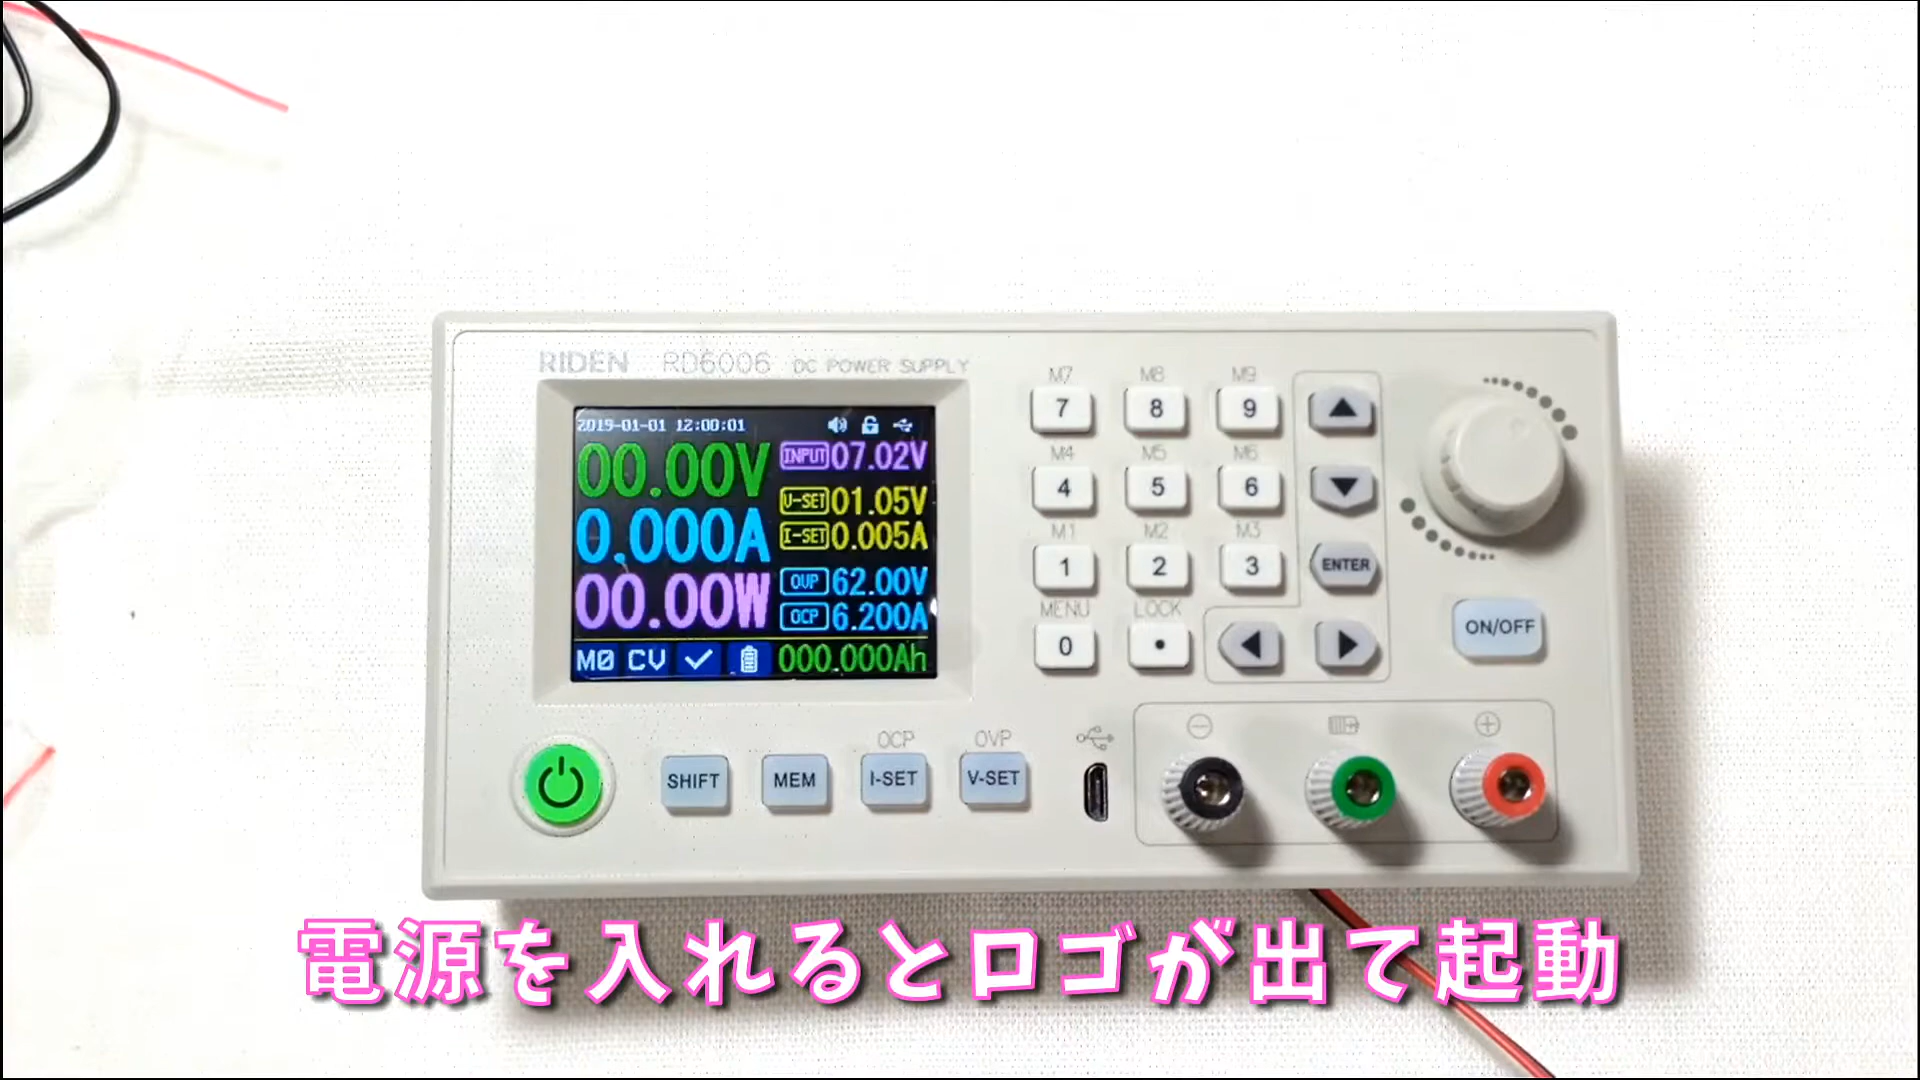 RIDEN RD6006 DC POWER SUPPLY
2019-01-01 12:00:01
00.00V
0.000A
00.00W
INPUT 07.02V
V-SET 01.05V
I-SET 0.005A
OVP 62.00V
OCP 6.200A
M0 CV 000.000Ah
M7 M8 M9
7 8 9
M4 M5 M6
4 5 6
M1 M2 M3
1 2 3
ENTER
MENU LOCK
0 .
ON/OFF
OCP OVP
SHIFT MEM I-SET V-SET
電源を入れるとロゴが出て起動